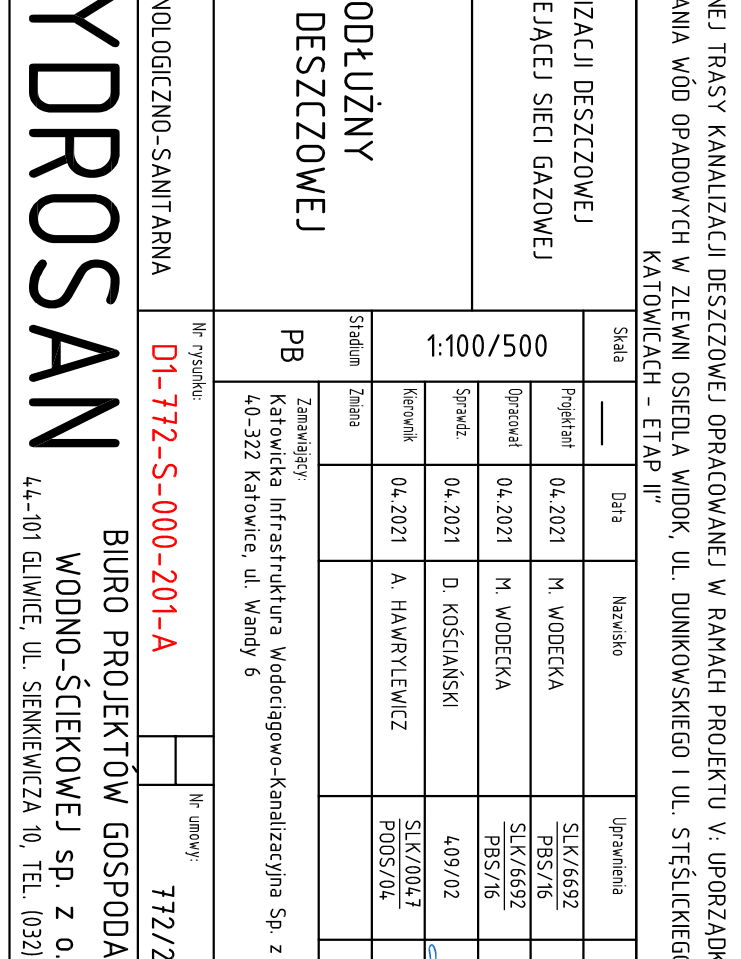 NEJ TRASY KANALIZACJI DESZCZOWEJ OPRACOWANEJ W RAMACH PROJEKTU V: UPORZĄDK
ANIA WÓD OPADOWYCH W ZLEWNI OSIEDLA WIDOK, UL. DUNIKOWSKIEGO I UL. STĘŚLICKIEGO
KATOWICACH - ETAP II"
IZACJI DESZCZOWEJ
EJĄCEJ SIECI GAZOWEJ
ODŁUŻNY
DESZCZOWEJ
Skala
1:100/500
Stadium
PB
Data
Nazwisko
Uprawnienia
Projektant
04.2021
M. WODECKA
SLK/6692
PBS/16
Opracował
04.2021
M. WODECKA
SLK/6692
PBS/16
Sprawdz.
04.2021
D. KOŚCIAŃSKI
409/02
Kierownik
04.2021
A. HAWRYLEWICZ
SLK/0047
POOS/04
Zmiana
Zamawiający:
Katowicka Infrastruktura Wodociągowo-Kanalizacyjna Sp. z
40-322 Katowice, ul. Wandy 6
NOLOGICZNO-SANITARNA
Nr rysunku:
D1-772-S-000-201-A
Nr umowy:
772/2
YDROSAN
BIURO PROJEKTÓW GOSPODA
WODNO-ŚCIEKOWEJ sp. z o.
44-101 GLIWICE, UL. SIENKIEWICZA 10, TEL. (032)